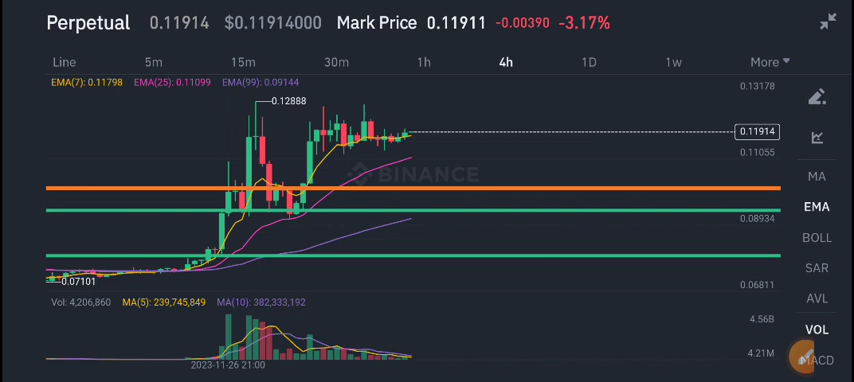 Perpetual 0.11914 $0.11914000 Mark Price 0.11911 -0.00390 -3.17%
Line 5m 15m 30m 1h 4h 1D 1w More
EMA(7): 0.11798 EMA(25): 0.11099 EMA(99): 0.09144
0.13178
0.12888
0.11914
0.11055
MA
BINANCE
EMA
0.08934
BOLL
SAR
0.07101
0.06811
AVL
Vol: 4,206,860 MA(5): 239,745,849 MA(10): 382,333,192
4.56B
VOL
4.21M
MACD
2023-11-26 21:00